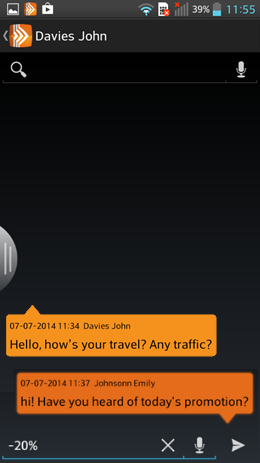 39% 11:55
Davies John
07-07-2014 11:34 Davies John
Hello, how's your travel? Any traffic?
07-07-2014 11:37 Johnsonn Emily
hi! Have you heard of today's promotion?
-20%